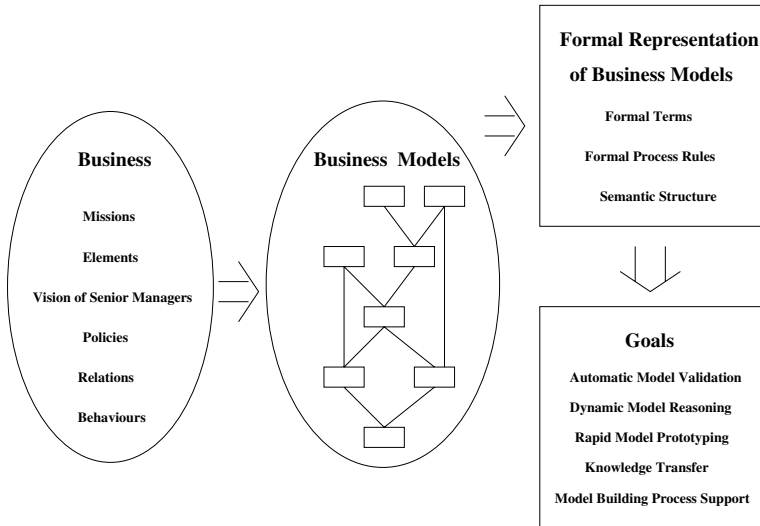 Business
Missions
Elements
Vision of Senior Managers
Policies
Relations
Behaviours
Business Models
Formal Representation
of Business Models
Formal Terms
Formal Process Rules
Semantic Structure
Goals
Automatic Model Validation
Dynamic Model Reasoning
Rapid Model Prototyping
Knowledge Transfer
Model Building Process Support